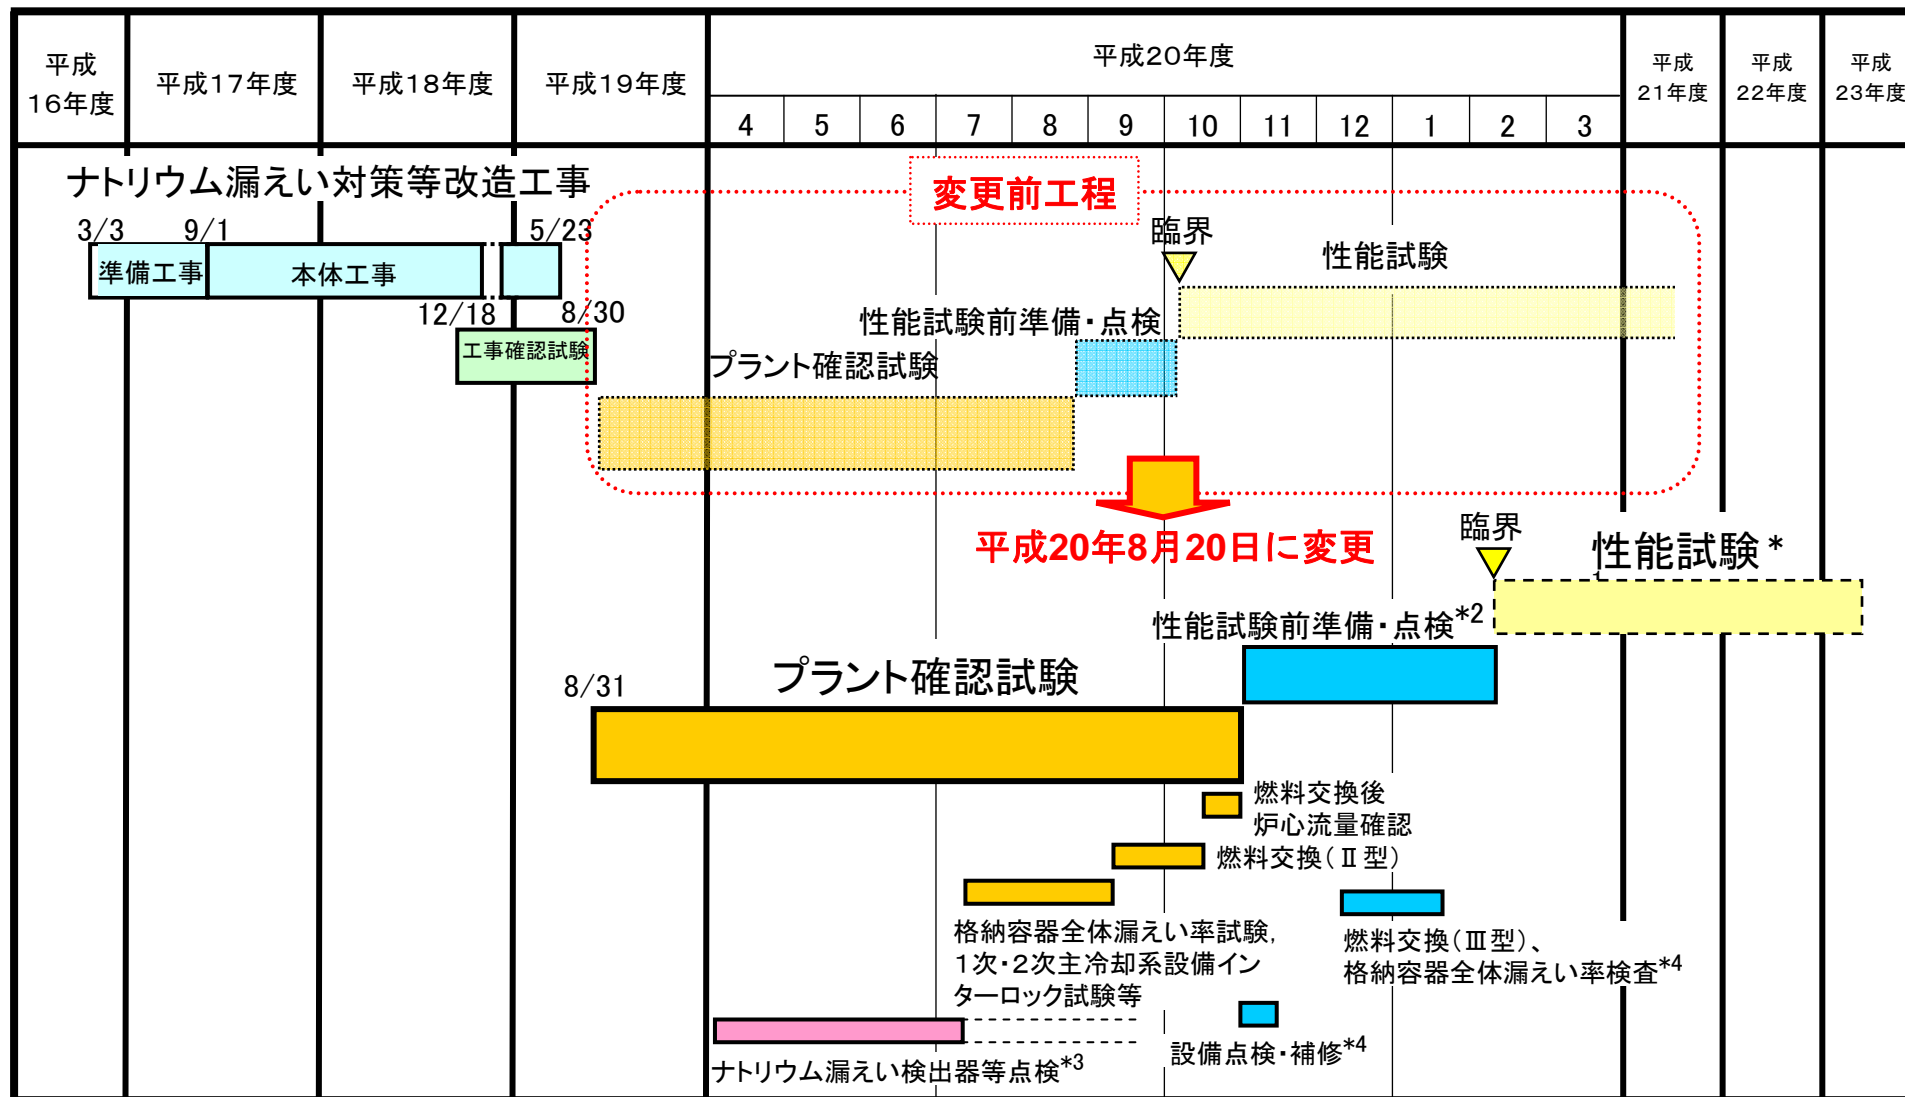 平成
16年度
平成17年度
平成18年度
平成19年度
平成20年度
平成
21年度
平成
22年度
平成
23年度
4 5 6 7 8 9 10 11 12 1 2 3
ナトリウム漏えい対策等改造工事
変更前工程
3/3 9/1 5/23
準備工事 本体工事
臨界
性能試験
12/18 8/30
工事確認試験
性能試験前準備・点検
プラント確認試験
平成20年8月20日に変更
臨界
性能試験*
性能試験前準備・点検*2
プラント確認試験
8/31
燃料交換後
炉心流量確認
燃料交換(Ⅱ型)
格納容器全体漏えい率試験,
1次・2次主冷却系設備イン
ターロック試験等
燃料交換(Ⅲ型)、
格納容器全体漏えい率検査*4
設備点検・補修*4
ナトリウム漏えい検出器等点検*3